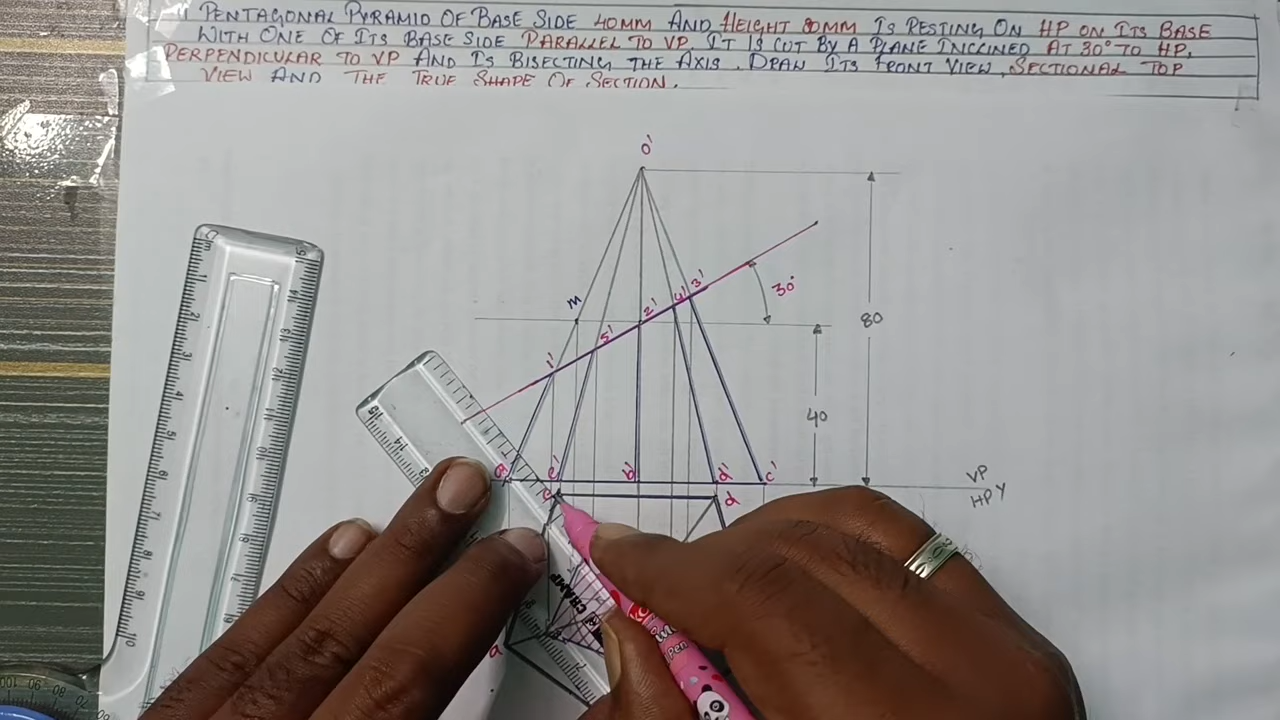 A PENTAGONAL PYRAMID OF BASE SIDE 40MM AND HEIGHT 80MM IS RESTING ON HP ON ITS BASE
WITH ONE OF ITS BASE SIDE PARALLEL TO VP. IT IS CUT BY A PLANE INCLINED AT 30° TO HP,
PERPENDICULAR TO VP AND IS BISECTING THE AXIS. DRAW ITS FRONT VIEW, SECTIONAL TOP
VIEW AND THE TRUE SHAPE OF SECTION.
O'
30°
3'
4'
2'
M
5'
1'
80
40
a' e' b' d' c'
VP
HP Y
e d
a